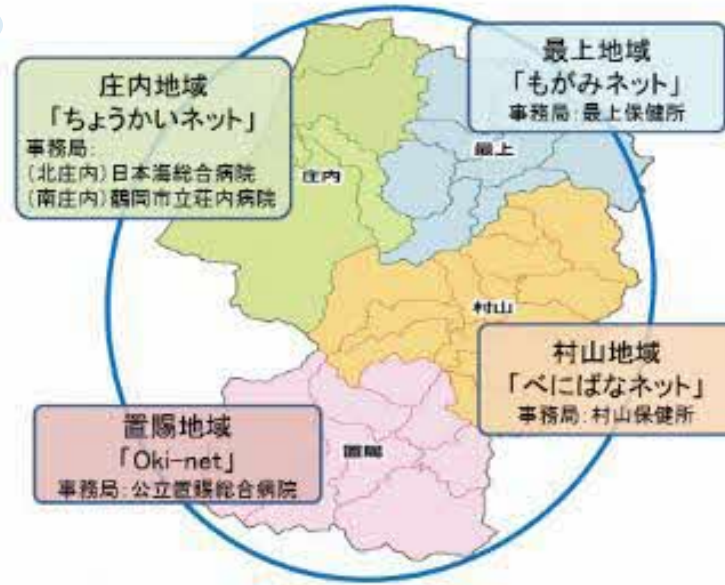 庄内地域
「ちょうかいネット」
事務局:
(北庄内)日本海総合病院
(南庄内)鶴岡市立荘内病院
最上地域
「もがみネット」
事務局:最上保健所
最上
庄内
村山
村山地域
「べにばなネット」
事務局:村山保健所
置賜地域
「Oki-net」
事務局:公立置賜総合病院
置賜